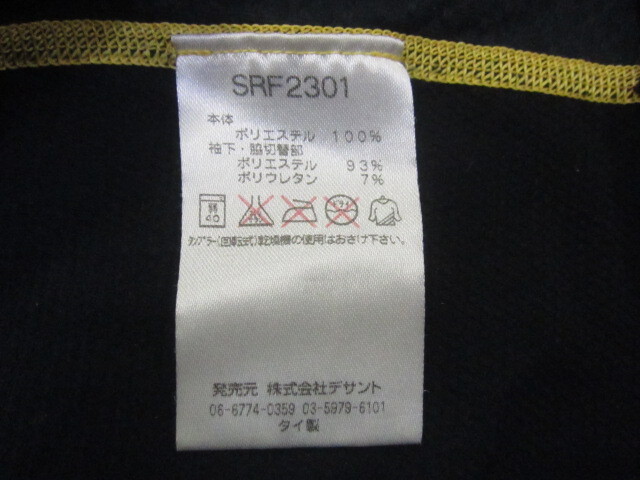 SRF2301
本体
ポリエステル 100%
袖下・脇切替部
ポリエステル 93%
ポリウレタン 7%
弱 40
タンブラー(回転式)乾燥機の使用はおさけ下さい。
発売元 株式会社デサント
06-6774-0359 03-5979-6101
タイ製